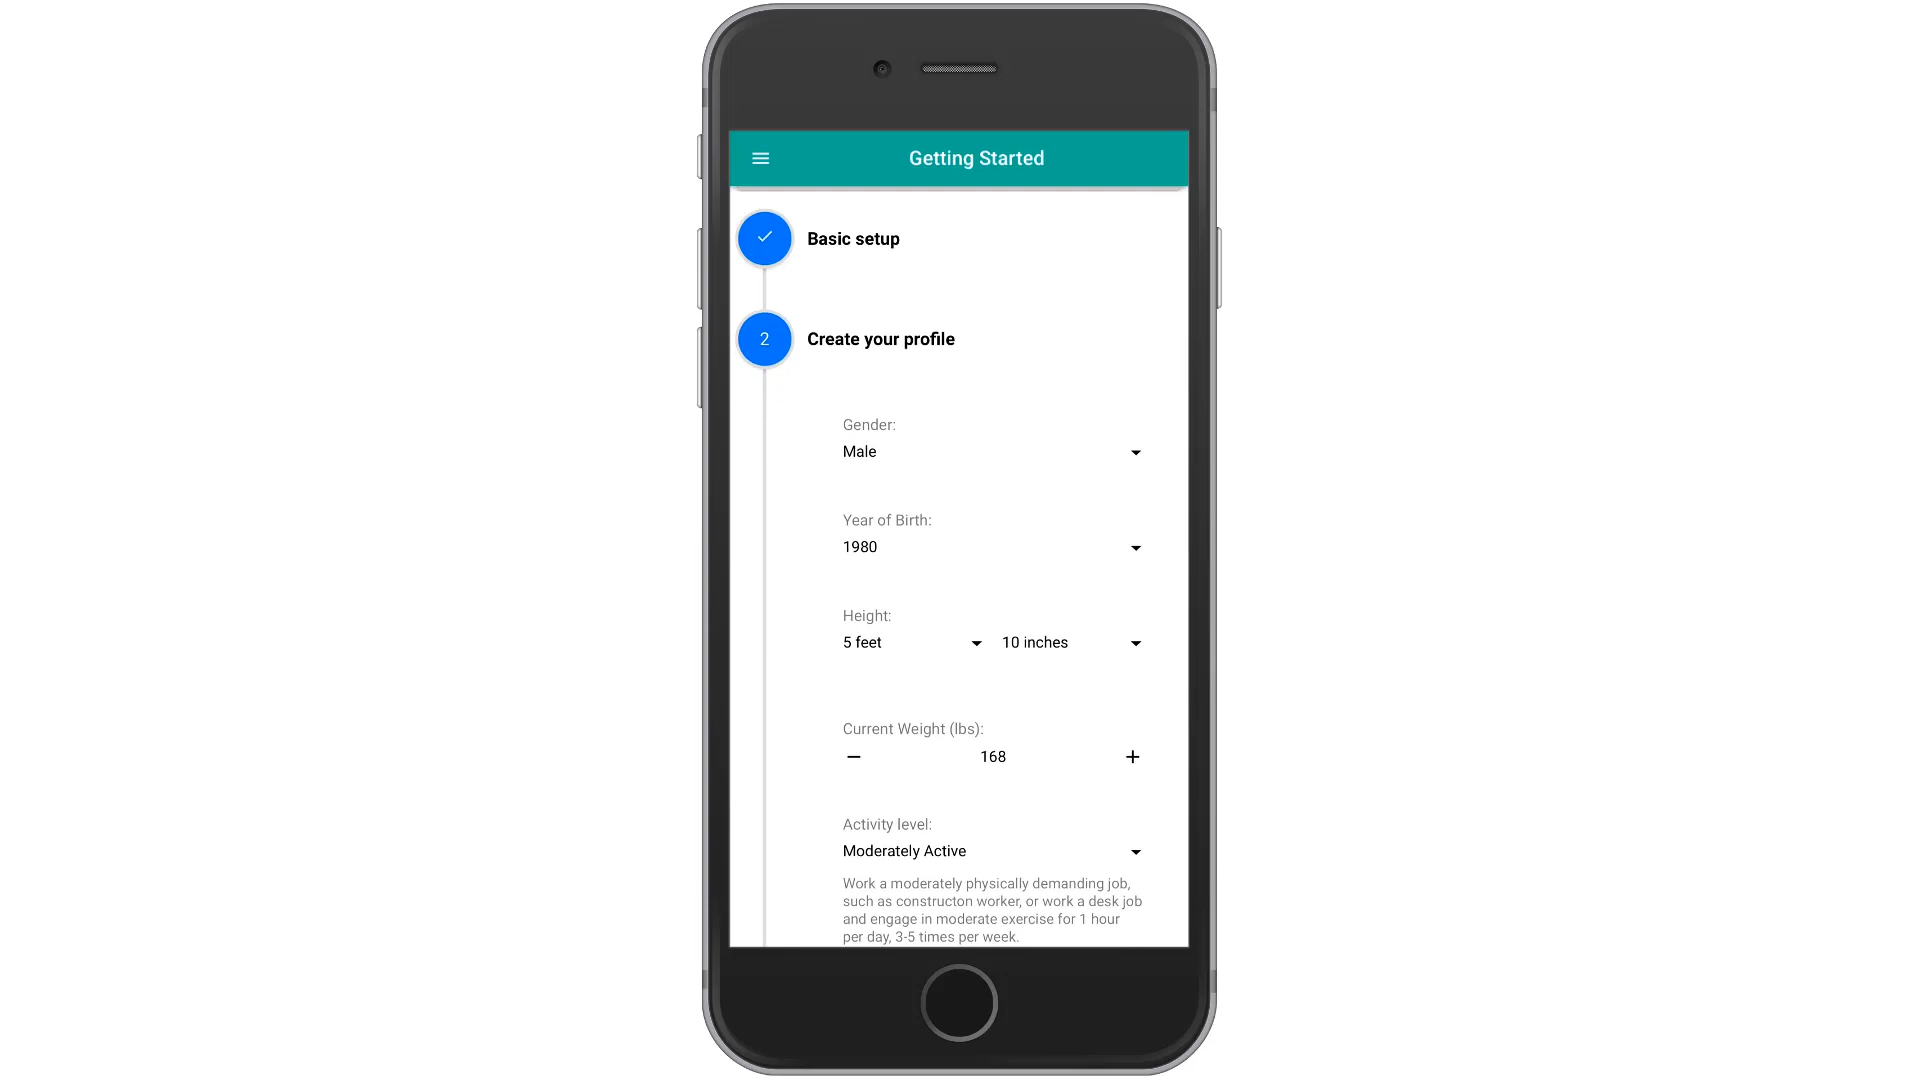 Getting Started
Basic setup
2
Create your profile
Gender:
Male
Year of Birth:
1980
Height:
5 feet
10 inches
Current Weight (lbs):
168
Activity level:
Moderately Active
Work a moderately physically demanding job,
such as constructon worker, or work a desk job
and engage in moderate exercise for 1 hour
per day, 3-5 times per week.